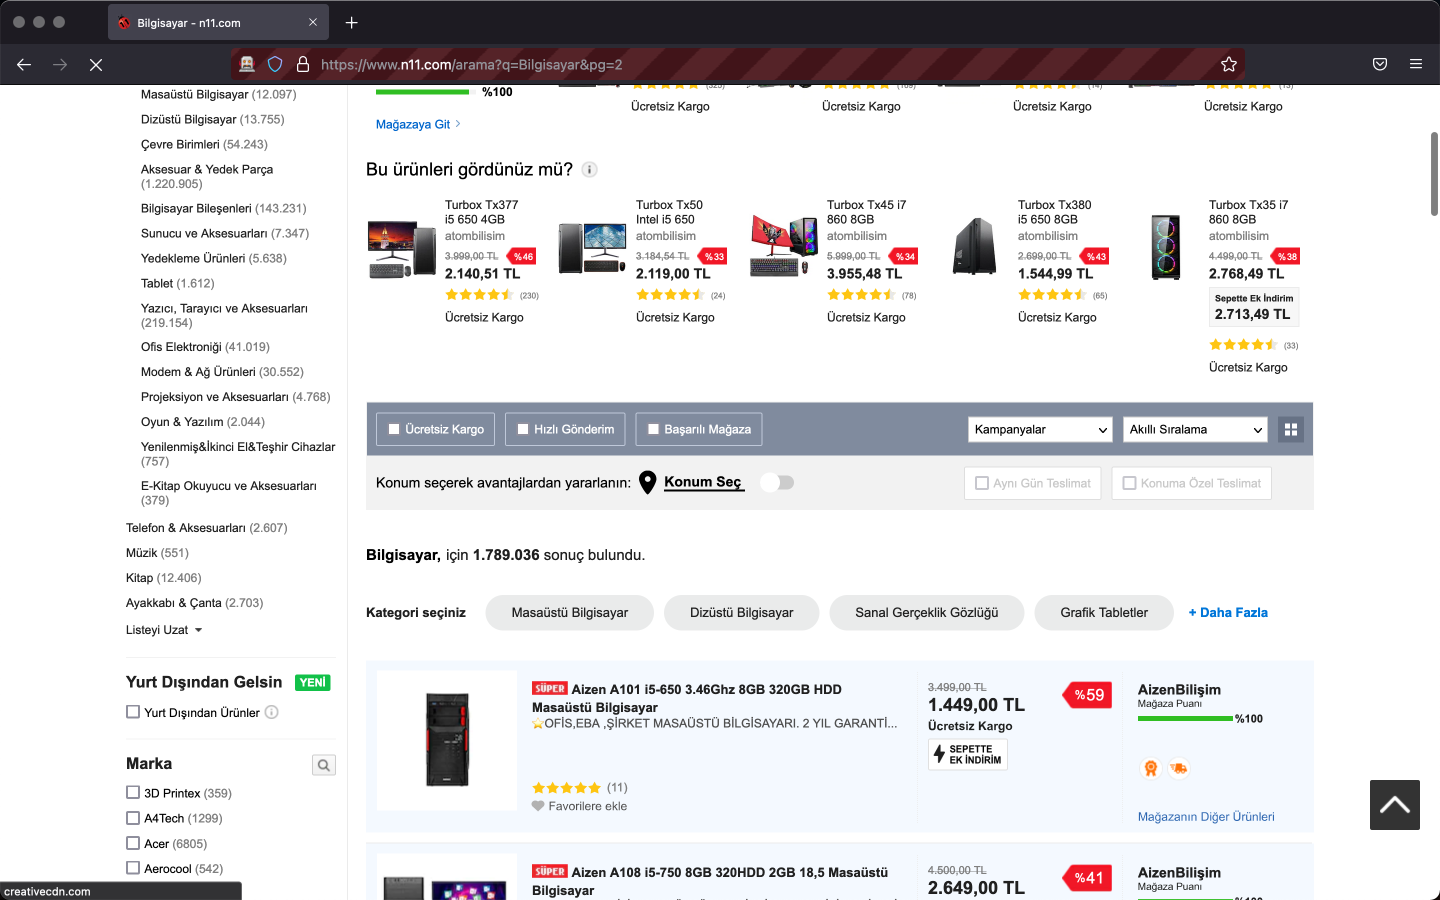 Bilgisayar - n11.com
https://www.n11.com/arama?q=Bilgisayar&pg=2
Masaüstü Bilgisayar (12.097)
Dizüstü Bilgisayar (13.755)
Çevre Birimleri (54.243)
Aksesuar & Yedek Parça
(1.220.905)
Bilgisayar Bileşenleri (143.231)
Sunucu ve Aksesuarları (7.347)
Yedekleme Ürünleri (5.638)
Tablet (1.612)
Yazıcı, Tarayıcı ve Aksesuarları
(219.154)
Ofis Elektroniği (41.019)
Modem & Ağ Ürünleri (30.552)
Projeksiyon ve Aksesuarları (4.768)
Oyun & Yazılım (2.044)
Yenilenmiş&İkinci El&Teşhir Cihazlar
(757)
E-Kitap Okuyucu ve Aksesuarları
(379)
Telefon & Aksesuarları (2.607)
Müzik (551)
Kitap (12.406)
Ayakkabı & Çanta (2.703)
Listeyi Uzat
Yurt Dışından Gelsin YENİ
Yurt Dışından Ürünler
Marka
3D Printex (359)
A4Tech (1299)
Acer (6805)
Aerocool (542)
creativecdn.com
%100
Mağazaya Git
Ücretsiz Kargo
Ücretsiz Kargo
Ücretsiz Kargo
Ücretsiz Kargo
Bu ürünleri gördünüz mü?
Turbox Tx377
i5 650 4GB
atombilisim
3.999,00 TL %46
2.140,51 TL
(230)
Ücretsiz Kargo
Turbox Tx50
Intel i5 650
atombilisim
3.184,54 TL %33
2.119,00 TL
(24)
Ücretsiz Kargo
Turbox Tx45 i7
860 8GB
atombilisim
5.999,00 TL %34
3.955,48 TL
(78)
Ücretsiz Kargo
Turbox Tx380
i5 650 8GB
atombilisim
2.699,00 TL %43
1.544,99 TL
(65)
Ücretsiz Kargo
Turbox Tx35 i7
860 8GB
atombilisim
4.499,00 TL %38
2.768,49 TL
Sepette Ek İndirim
2.713,49 TL
(33)
Ücretsiz Kargo
Ücretsiz Kargo Hızlı Gönderim Başarılı Mağaza Kampanyalar Akıllı Sıralama
Konum seçerek avantajlardan yararlanın: Konum Seç Aynı Gün Teslimat Konuma Özel Teslimat
Bilgisayar, için 1.789.036 sonuç bulundu.
Kategori seçiniz Masaüstü Bilgisayar Dizüstü Bilgisayar Sanal Gerçeklik Gözlüğü Grafik Tabletler + Daha Fazla
SÜPER Aizen A101 i5-650 3.46Ghz 8GB 320GB HDD
Masaüstü Bilgisayar
OFİS,EBA ,ŞİRKET MASAÜSTÜ BİLGİSAYARI. 2 YIL GARANTİ...
(11)
Favorilere ekle
3.499,00 TL
1.449,00 TL
%59
Ücretsiz Kargo
SEPETTE
EK İNDİRİM
AizenBilişim
Mağaza Puanı
%100
Mağazanın Diğer Ürünleri
SÜPER Aizen A108 i5-750 8GB 320HDD 2GB 18,5 Masaüstü
Bilgisayar
4.500,00 TL
2.649,00 TL
%41
AizenBilişim
Mağaza Puanı
%100